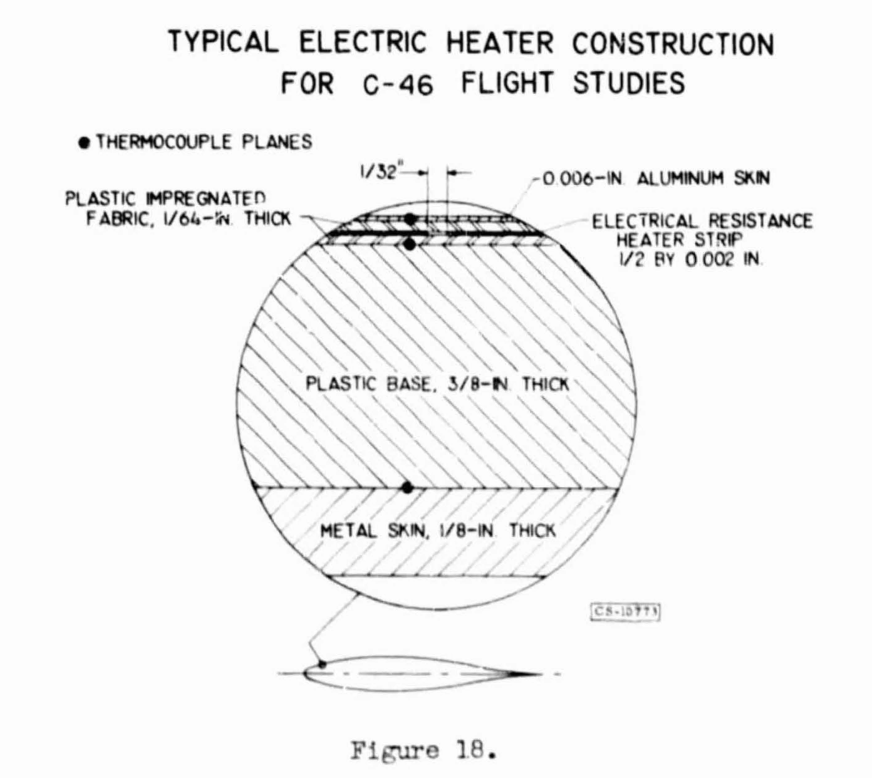 TYPICAL ELECTRIC HEATER CONSTRUCTION
FOR C-46 FLIGHT STUDIES
● THERMOCOUPLE PLANES
1/32"
0.006-IN. ALUMINUM SKIN
PLASTIC IMPREGNATED
FABRIC, 1/64-IN. THICK
ELECTRICAL RESISTANCE
HEATER STRIP
1/2 BY 0.002 IN.
PLASTIC BASE, 3/8-IN. THICK
METAL SKIN, 1/8-IN. THICK
CS-10773
Figure 18.